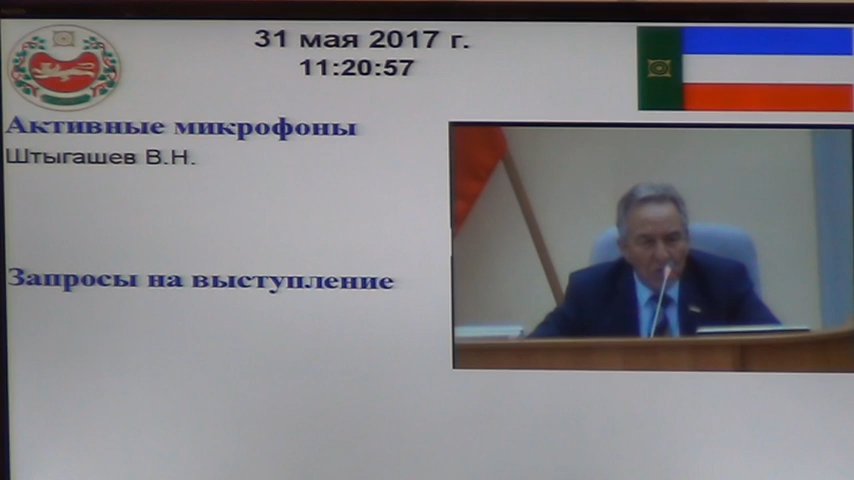 31 мая 2017 г.
11:20:57
Активные микрофоны
Штыгашев В.Н.
Запросы на выступление